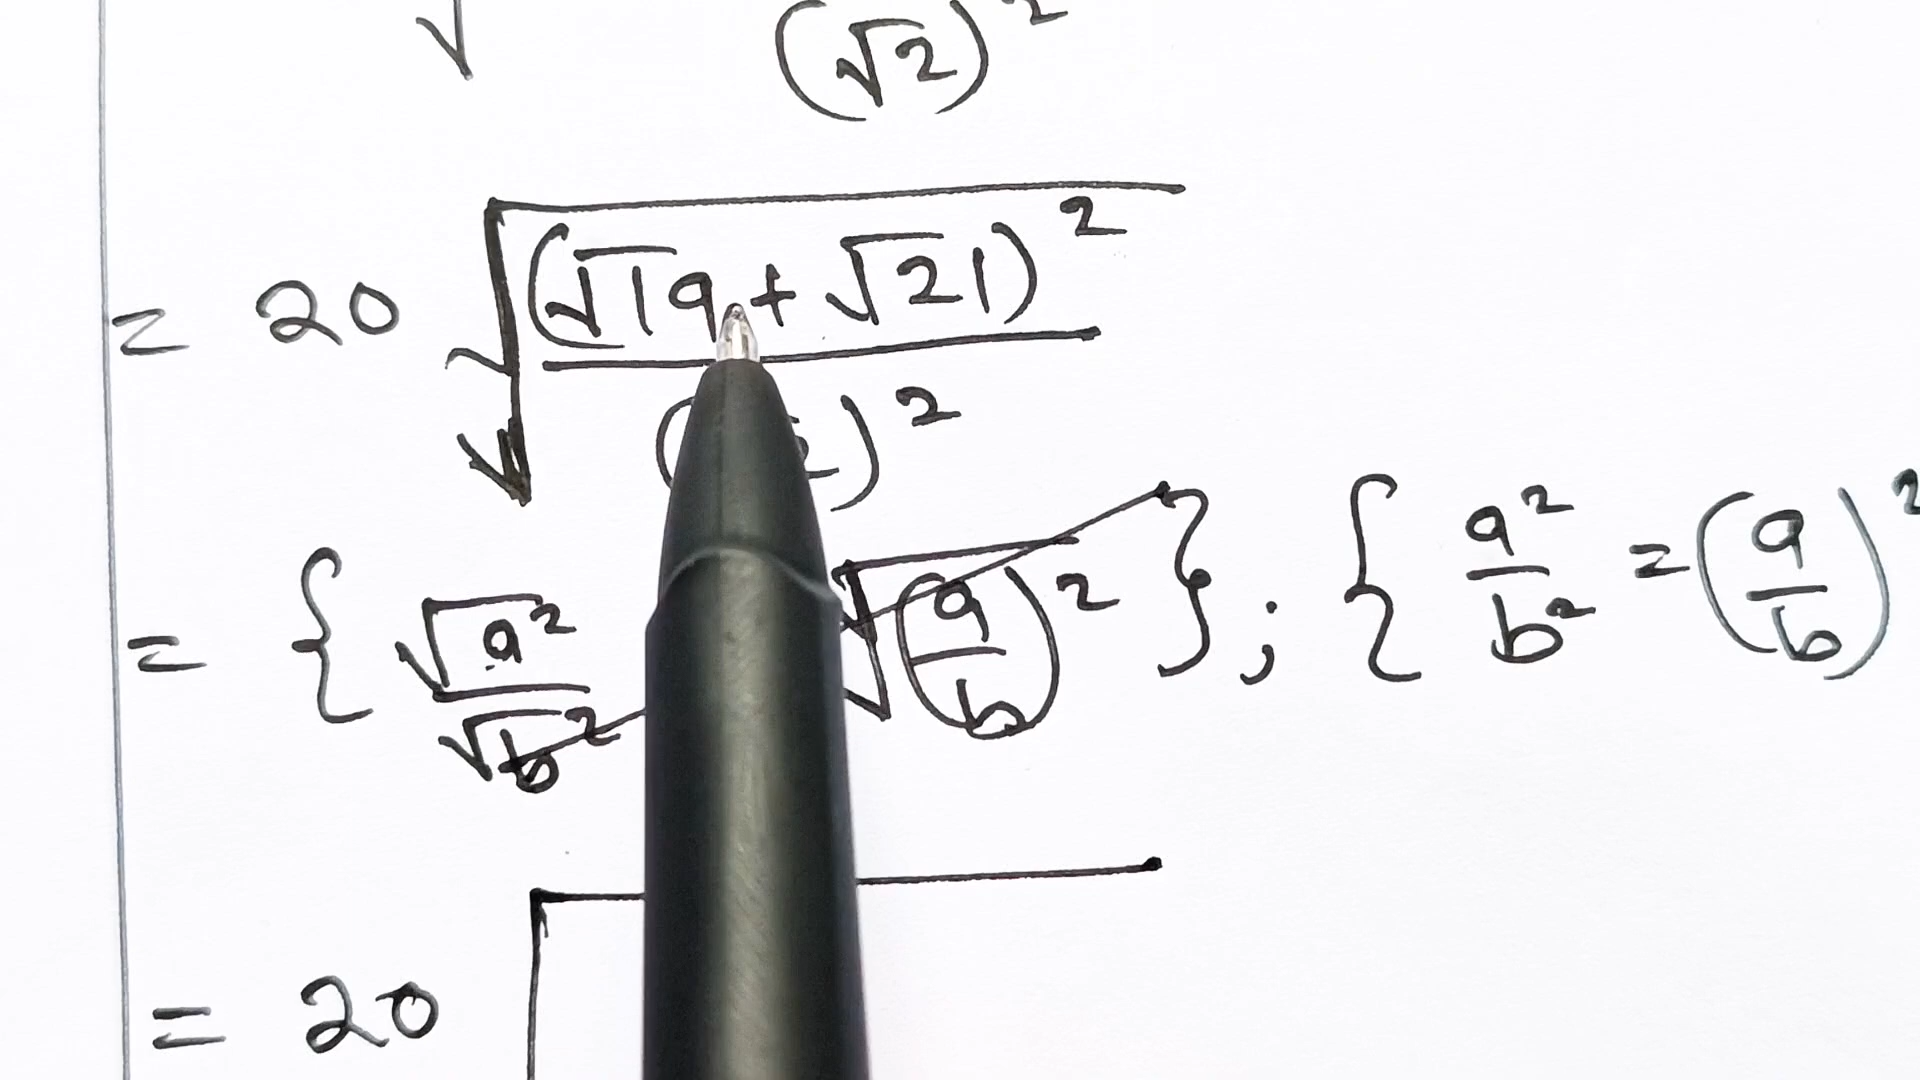 √ (√2)²
= 20 √ (√19 + √21)²
( )²
= { √a² / √b² √(a/b)² } ; { a²/b² = (a/b)²
= 20